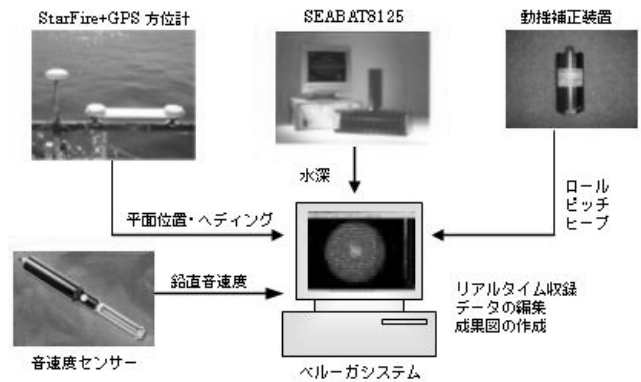 StarFire+GPS 方位計
SEABAT8125
動揺補正装置
水深
ロール
ピッチ
ヒーブ
平面位置・ヘディング
鉛直音速度
リアルタイム収録
データの編集
成果図の作成
音速度センサー
ベルーガシステム